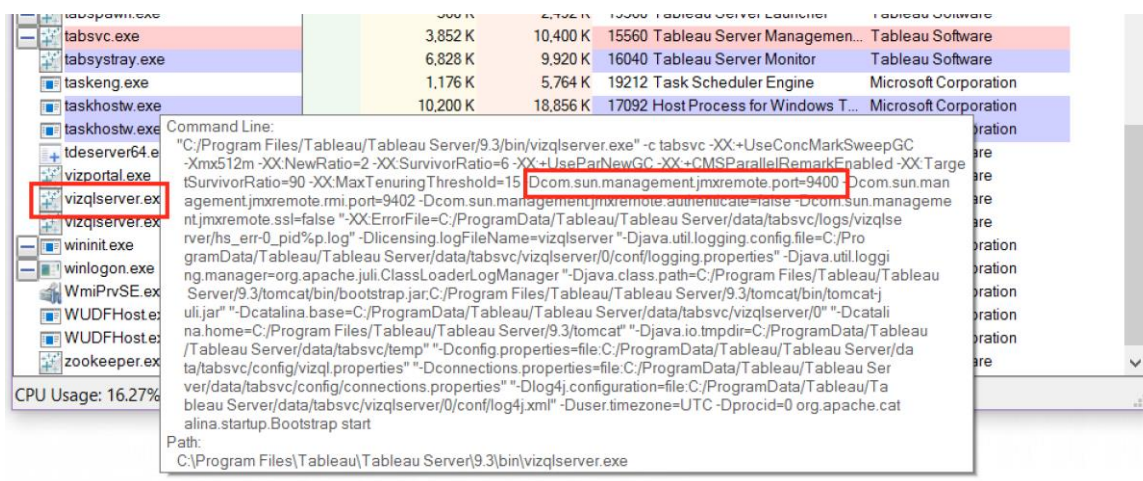 tabspawn.exe 2,492 K Tableau Server Launcher Tableau Software
tabsvc.exe 3,852 K 10,400 K 15560 Tableau Server Managemen... Tableau Software
tabsystray.exe 6,828 K 9,920 K 16040 Tableau Server Monitor Tableau Software
taskeng.exe 1,176 K 5,764 K 19212 Task Scheduler Engine Microsoft Corporation
taskhostw.exe 10,200 K 18,856 K 17092 Host Process for Windows T... Microsoft Corporation
taskhostw.exe
tdeserver64.e
vizportal.exe
vizqlserver.ex
vizqlserver.ex
wininit.exe
winlogon.exe
WmiPrvSE.ex
WUDFHost.ex
WUDFHost.ex
zookeeper.ex
CPU Usage: 16.27%
Command Line:
"C:/Program Files/Tableau/Tableau Server/9.3/bin/vizqlserver.exe" -c tabsvc -XX:+UseConcMarkSweepGC
-Xmx512m -XX:NewRatio=2 -XX:SurvivorRatio=6 -XX:+UseParNewGC -XX:+CMSParallelRemarkEnabled -XX:Targe
tSurvivorRatio=90 -XX:MaxTenuringThreshold=15 -Dcom.sun.management.jmxremote.port=9400 -Dcom.sun.man
agement.jmxremote.rmi.port=9402 -Dcom.sun.management.jmxremote.authenticate=false -Dcom.sun.manageme
nt.jmxremote.ssl=false "-XX:ErrorFile=C:/ProgramData/Tableau/Tableau Server/data/tabsvc/logs/vizqlse
rver/hs_err-0_pid%p.log" -Dlicensing.logFileName=vizqlserver "-Djava.util.logging.config.file=C:/Pro
gramData/Tableau/Tableau Server/data/tabsvc/vizqlserver/0/conf/logging.properties" -Djava.util.loggi
ng.manager=org.apache.juli.ClassLoaderLogManager "-Djava.class.path=C:/Program Files/Tableau/Tableau
Server/9.3/tomcat/bin/bootstrap.jar;C:/Program Files/Tableau/Tableau Server/9.3/tomcat/bin/tomcat-j
uli.jar" "-Dcatalina.base=C:/ProgramData/Tableau/Tableau Server/data/tabsvc/vizqlserver/0" "-Dcatali
na.home=C:/Program Files/Tableau/Tableau Server/9.3/tomcat" "-Djava.io.tmpdir=C:/ProgramData/Tableau
/Tableau Server/data/tabsvc/temp" "-Dconfig.properties=file:C:/ProgramData/Tableau/Tableau Server/da
ta/tabsvc/config/vizql.properties" "-Dconnections.properties=file:C:/ProgramData/Tableau/Tableau Ser
ver/data/tabsvc/config/connections.properties" "-Dlog4j.configuration=file:C:/ProgramData/Tableau/Ta
bleau Server/data/tabsvc/vizqlserver/0/conf/log4j.xml" -Duser.timezone=UTC -Dprocid=0 org.apache.cat
alina.startup.Bootstrap start
Path:
C:\Program Files\Tableau\Tableau Server\9.3\bin\vizqlserver.exe